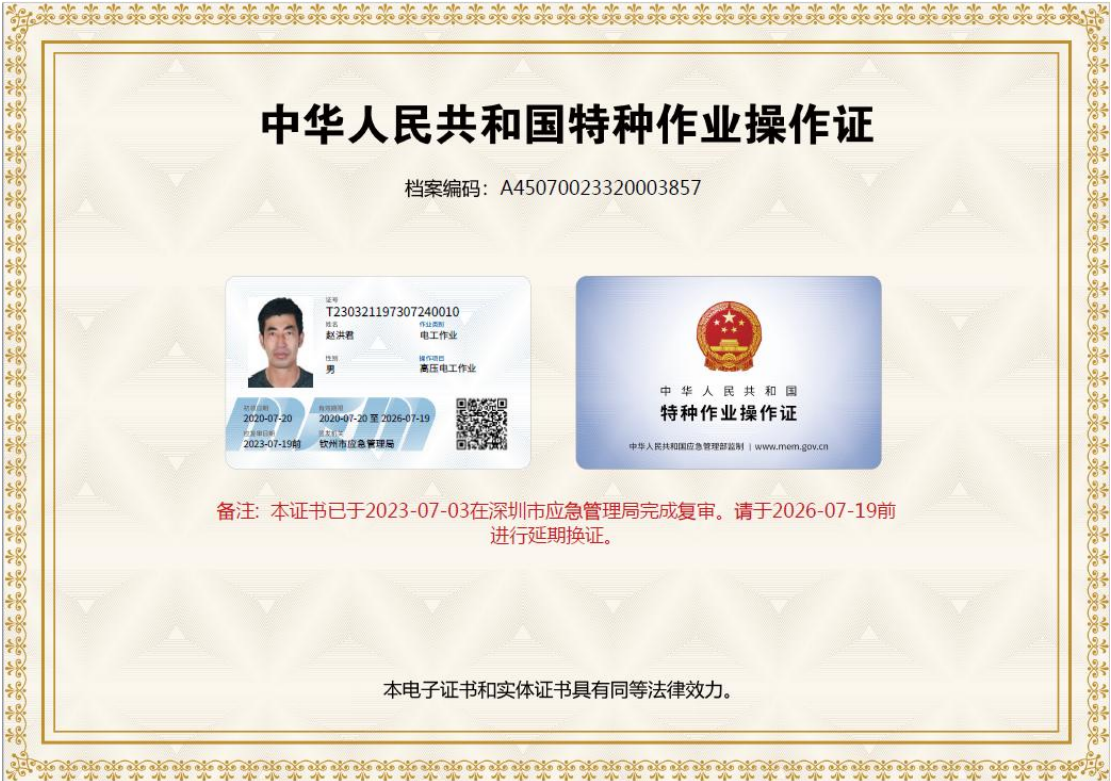 中华人民共和国特种作业操作证
档案编码：A45070023320003857
证号
T230321197307240010
姓名 作业类别
赵洪君 电工作业
性别 操作项目
男 高压电工作业
初领日期 有效期限
2020-07-20 2020-07-20 至 2026-07-19
应复审日期 签发机关
2023-07-19前 钦州市应急管理局
中华人民共和国
特种作业操作证
中华人民共和国应急管理部监制 | www.mem.gov.cn
备注: 本证书已于2023-07-03在深圳市应急管理局完成复审。请于2026-07-19前
进行延期换证。
本电子证书和实体证书具有同等法律效力。